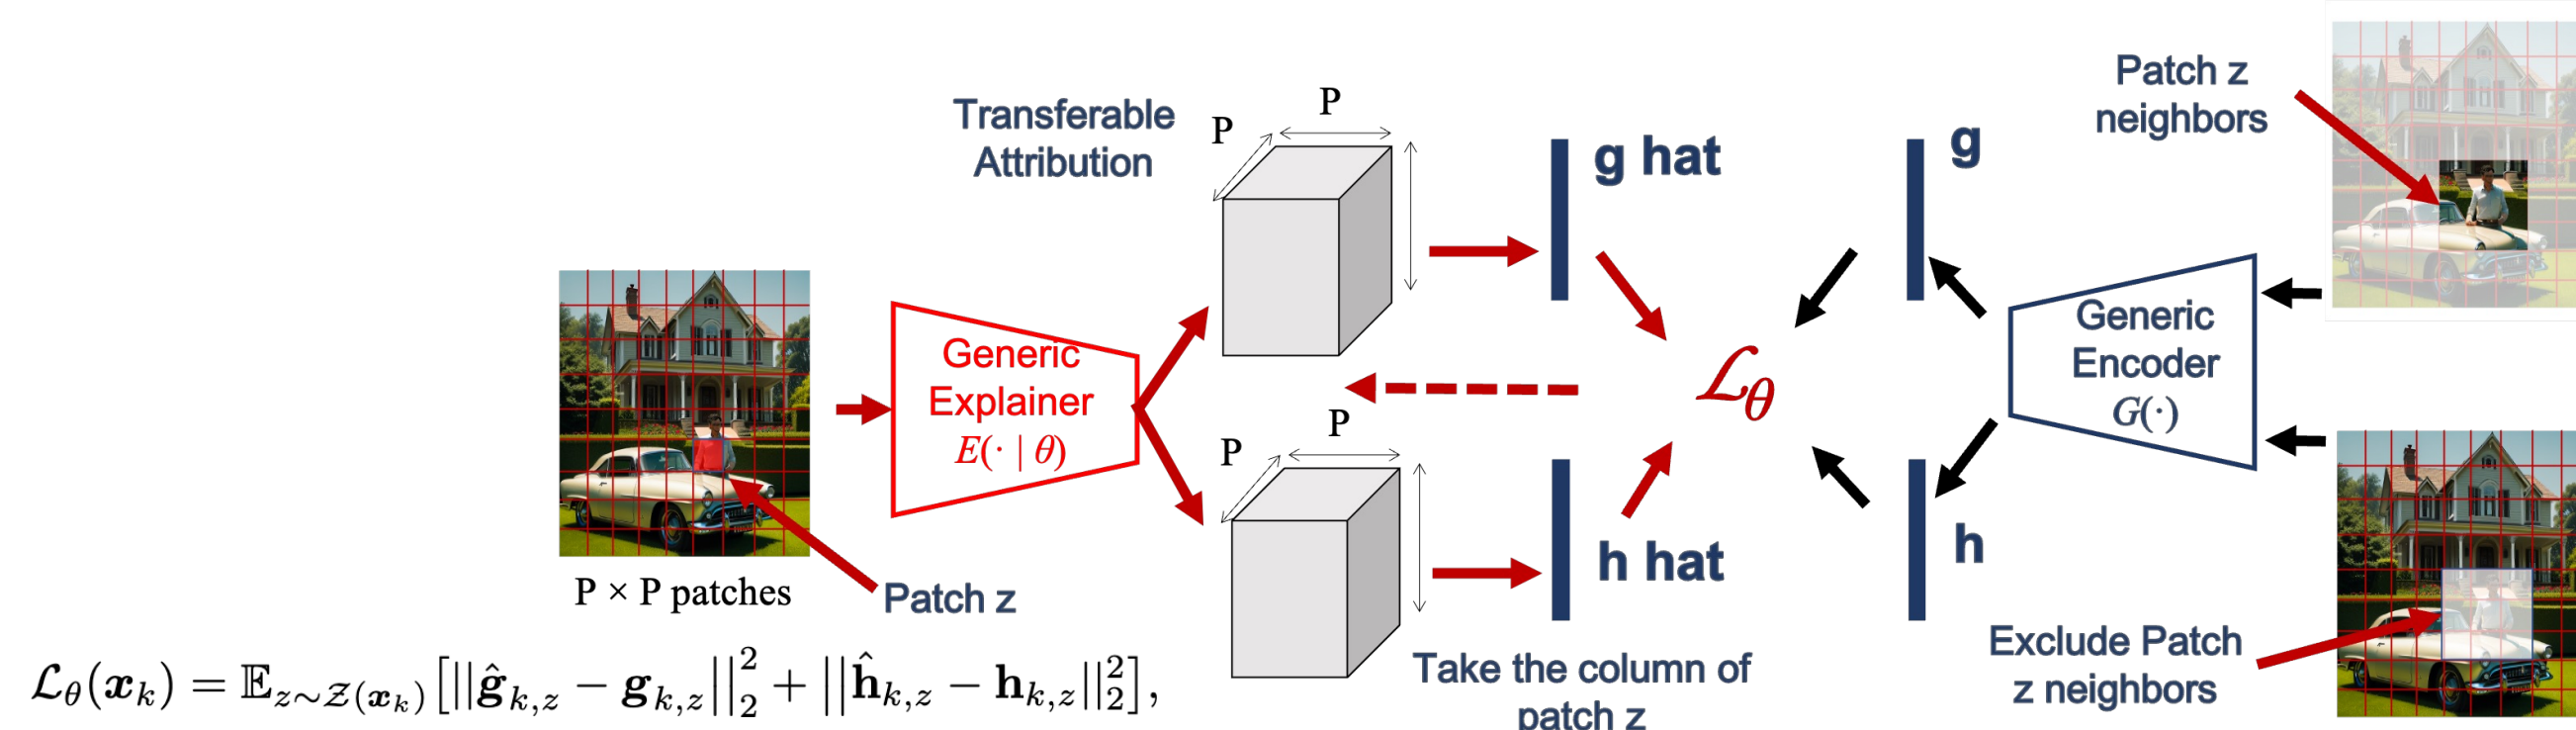 Transferable
Attribution
P
P
g hat
g
Patch z
neighbors
Generic
Explainer
E(· | θ)
ℒθ
Generic
Encoder
G(·)
P × P patches
Patch z
P
P
h hat
h
Take the column of
patch z
Exclude Patch
z neighbors
ℒθ(𝒙k) = 𝔼z∼𝒵(𝒙k)[||ĝk,z − gk,z||²₂ + ||ĥk,z − hk,z||²₂],